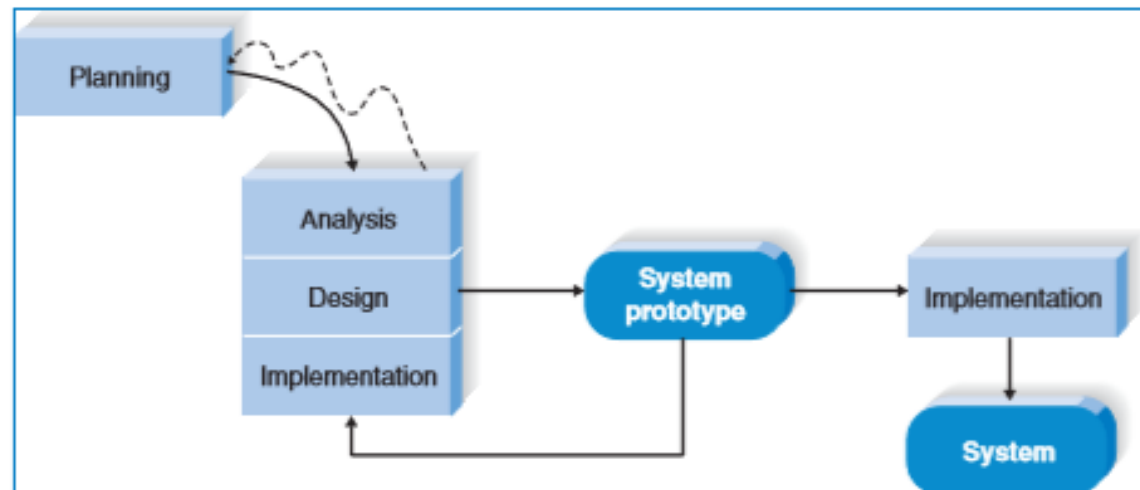 Planning
Analysis
Design
Implementation
System
prototype
Implementation
System